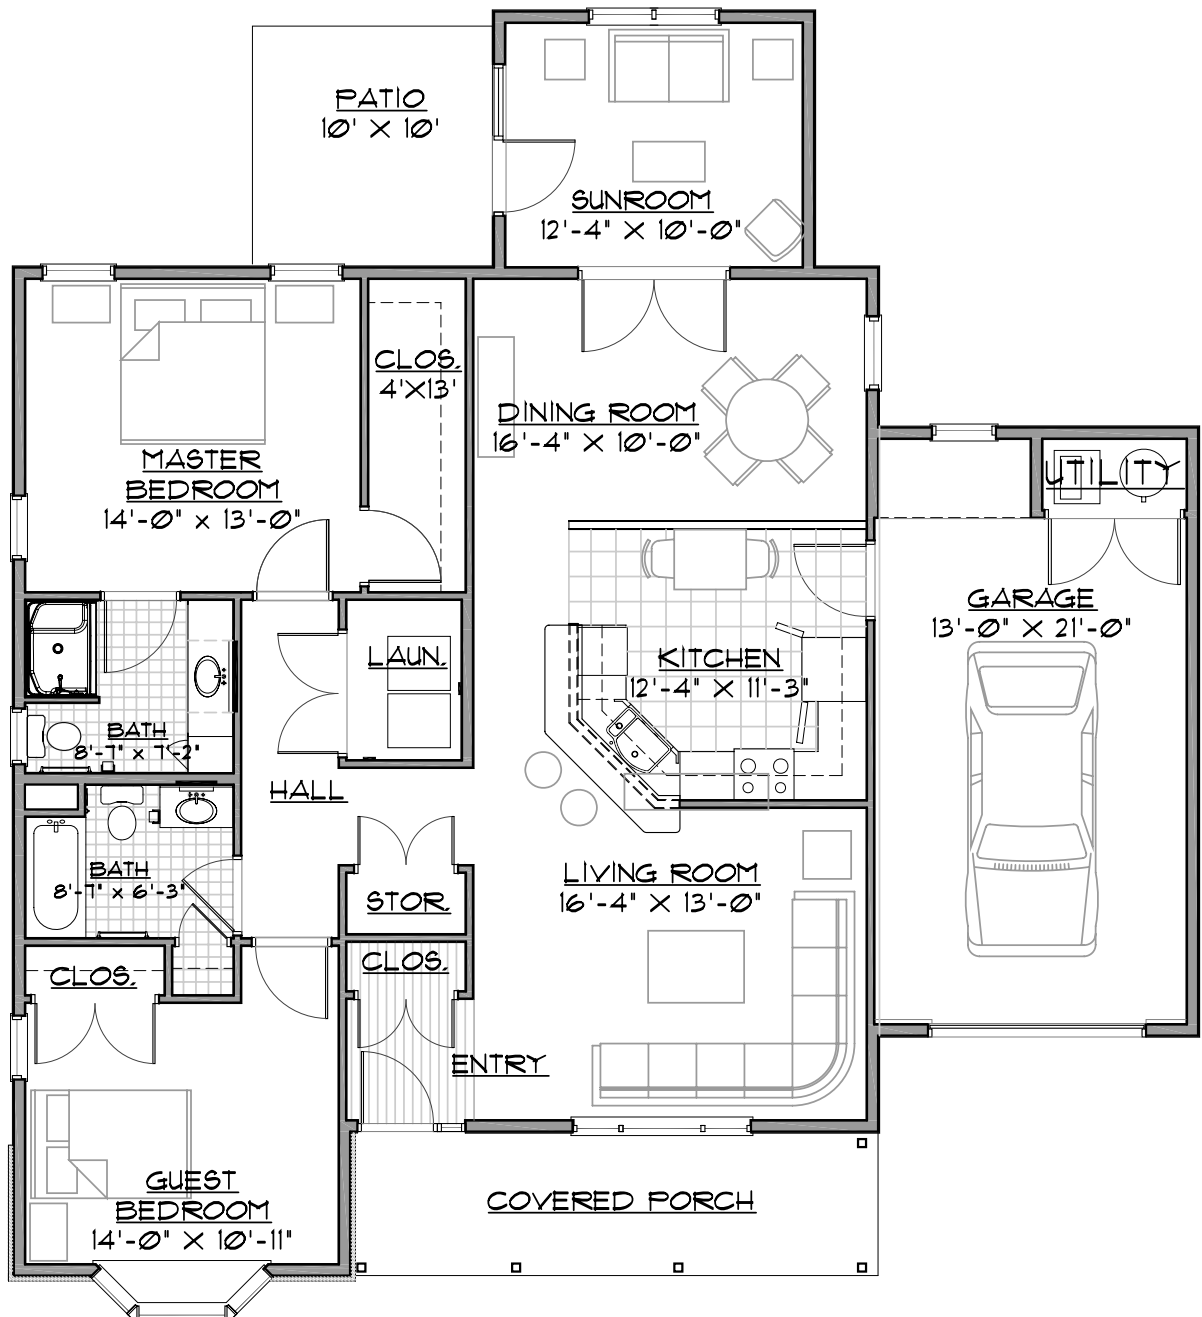 PATIO
10' X 10'
SUNROOM
12'-4" X 10'-0"
CLOS.
4'X13'
DINING ROOM
16'-4" X 10'-0"
MASTER
BEDROOM
14'-0" x 13'-0"
UTILITY
GARAGE
13'-0" X 21'-0"
LAUN.
KITCHEN
12'-4" X 11'-3"
BATH
8'-7" x 7'-2"
HALL
BATH
8'-7" x 6'-3"
LIVING ROOM
16'-4" X 13'-0"
STOR.
CLOS.
CLOS.
ENTRY
GUEST
BEDROOM
14'-0" X 10'-11"
COVERED PORCH